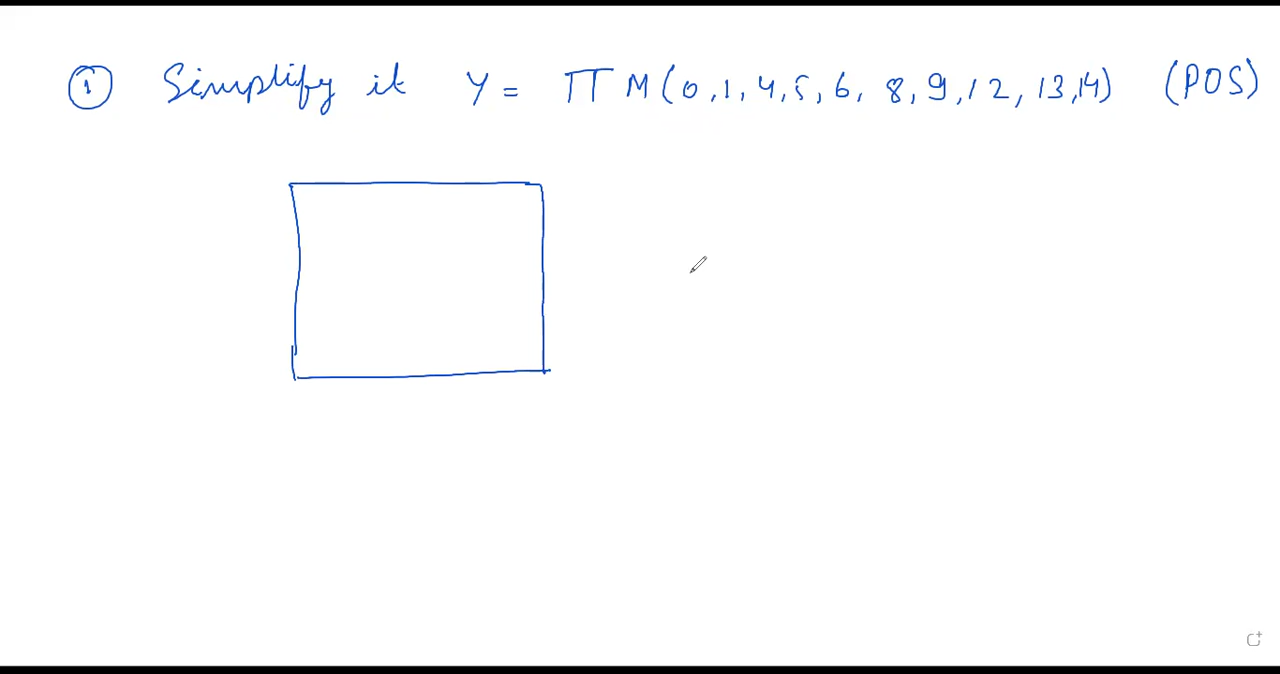 ① Simplify it Y = ΠM(0,1,4,5,6,8,9,12,13,14) (POS)